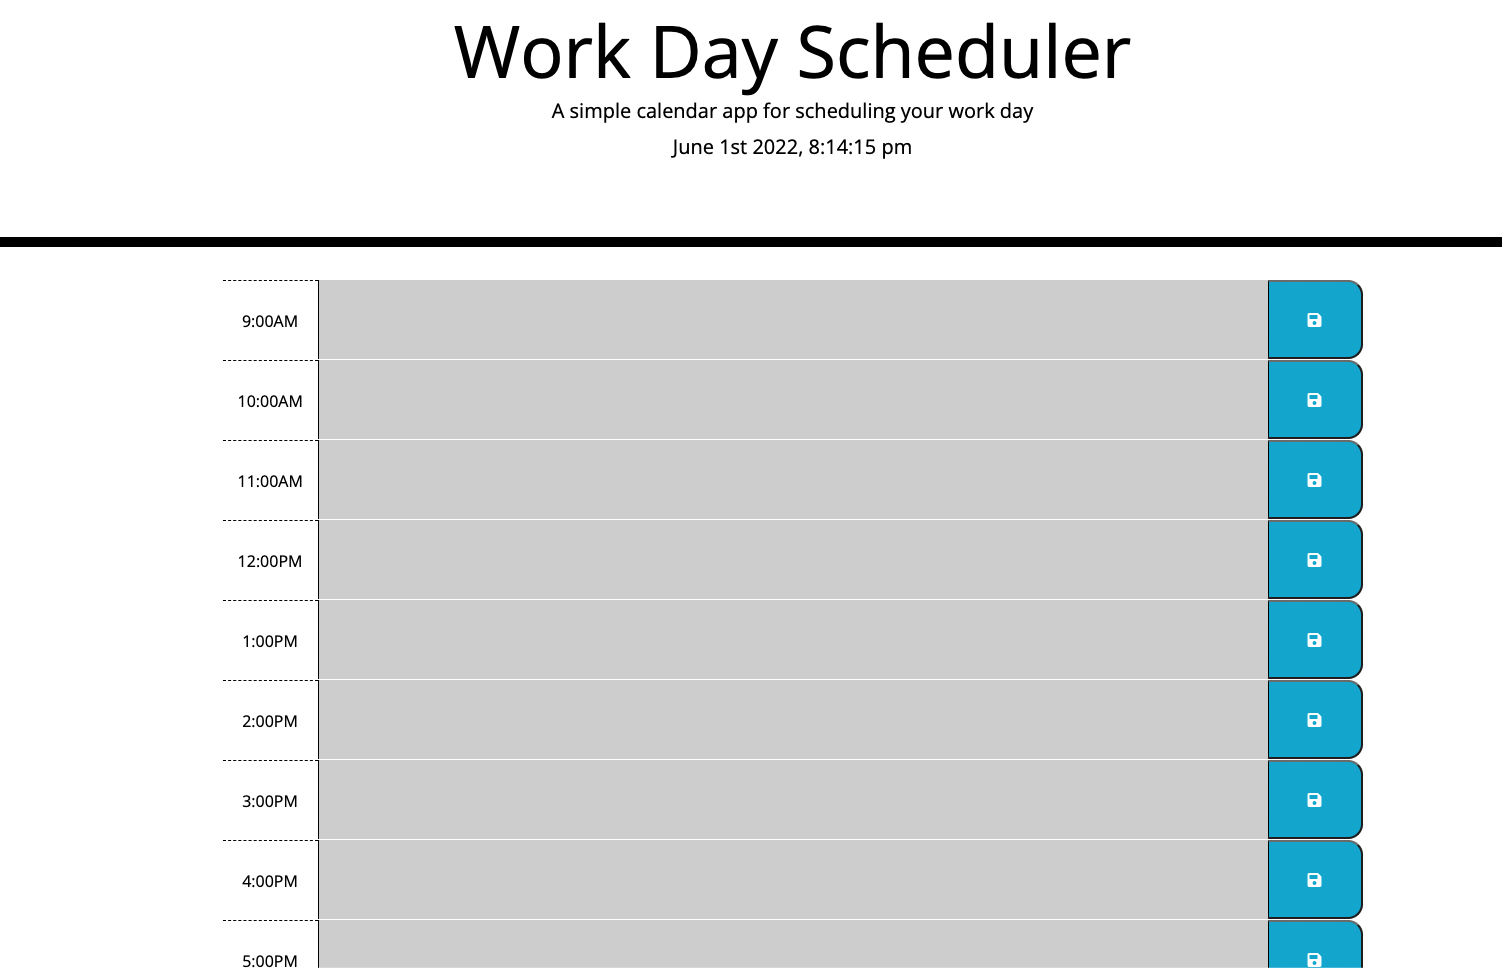 Work Day Scheduler
A simple calendar app for scheduling your work day
June 1st 2022, 8:14:15 pm
9:00AM
10:00AM
11:00AM
12:00PM
1:00PM
2:00PM
3:00PM
4:00PM
5:00PM